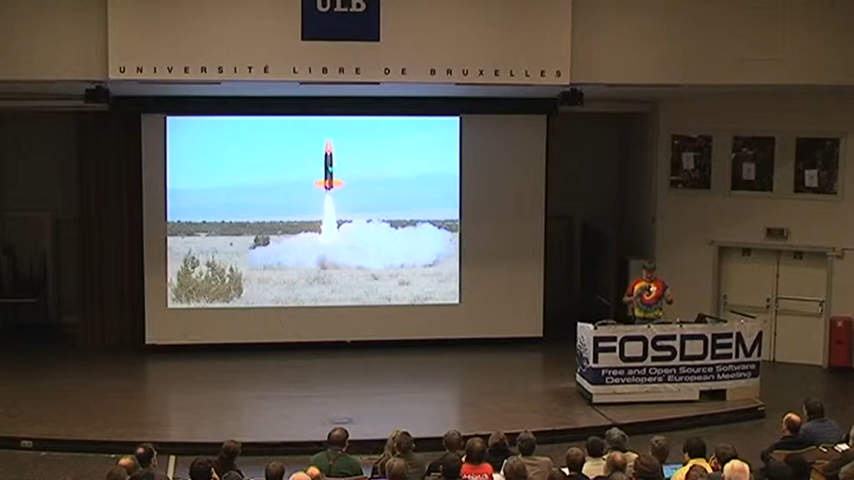 ULB
UNIVERSITÉ LIBRE DE BRUXELLES
FOSDEM
Free and Open Source Software
Developers' European Meeting